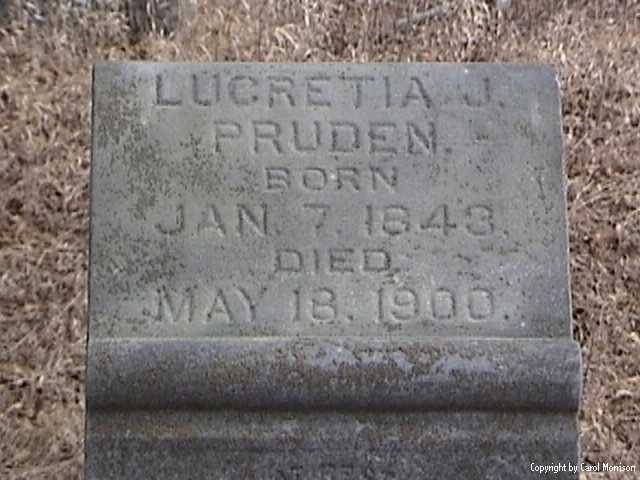 LUCRETIA J.
PRUDEN.
BORN
JAN. 7. 1843.
DIED
MAY 18. 1900.
Copyright by Carol Morrison